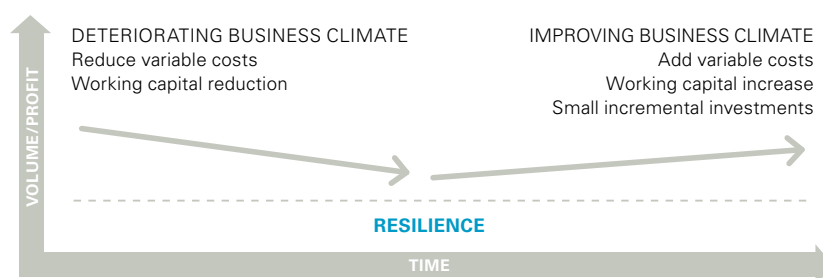 DETERIORATING BUSINESS CLIMATE
Reduce variable costs
Working capital reduction
IMPROVING BUSINESS CLIMATE
Add variable costs
Working capital increase
Small incremental investments
VOLUME/PROFIT
RESILIENCE
TIME